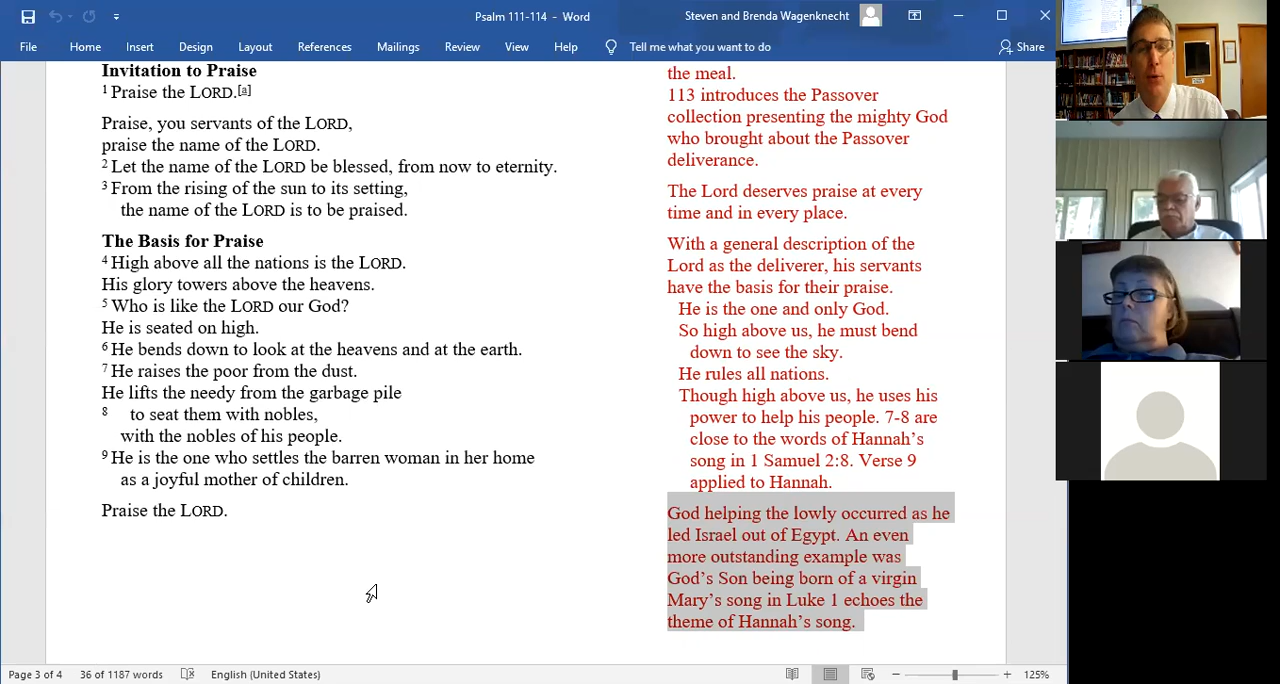 Psalm 111-114 - Word
Steven and Brenda Wagenknecht
File Home Insert Design Layout References Mailings Review View Help Tell me what you want to do Share
Invitation to Praise
1 Praise the LORD.[a]
Praise, you servants of the LORD,
praise the name of the LORD.
2 Let the name of the LORD be blessed, from now to eternity.
3 From the rising of the sun to its setting,
the name of the LORD is to be praised.
The Basis for Praise
4 High above all the nations is the LORD.
His glory towers above the heavens.
5 Who is like the LORD our God?
He is seated on high.
6 He bends down to look at the heavens and at the earth.
7 He raises the poor from the dust.
He lifts the needy from the garbage pile
8 to seat them with nobles,
with the nobles of his people.
9 He is the one who settles the barren woman in her home
as a joyful mother of children.
Praise the LORD.
the meal.
113 introduces the Passover
collection presenting the mighty God
who brought about the Passover
deliverance.
The Lord deserves praise at every
time and in every place.
With a general description of the
Lord as the deliverer, his servants
have the basis for their praise.
He is the one and only God.
So high above us, he must bend
down to see the sky.
He rules all nations.
Though high above us, he uses his
power to help his people. 7-8 are
close to the words of Hannah's
song in 1 Samuel 2:8. Verse 9
applied to Hannah.
God helping the lowly occurred as he
led Israel out of Egypt. An even
more outstanding example was
God's Son being born of a virgin
Mary's song in Luke 1 echoes the
theme of Hannah's song.
Page 3 of 4 36 of 1187 words English (United States) 125%